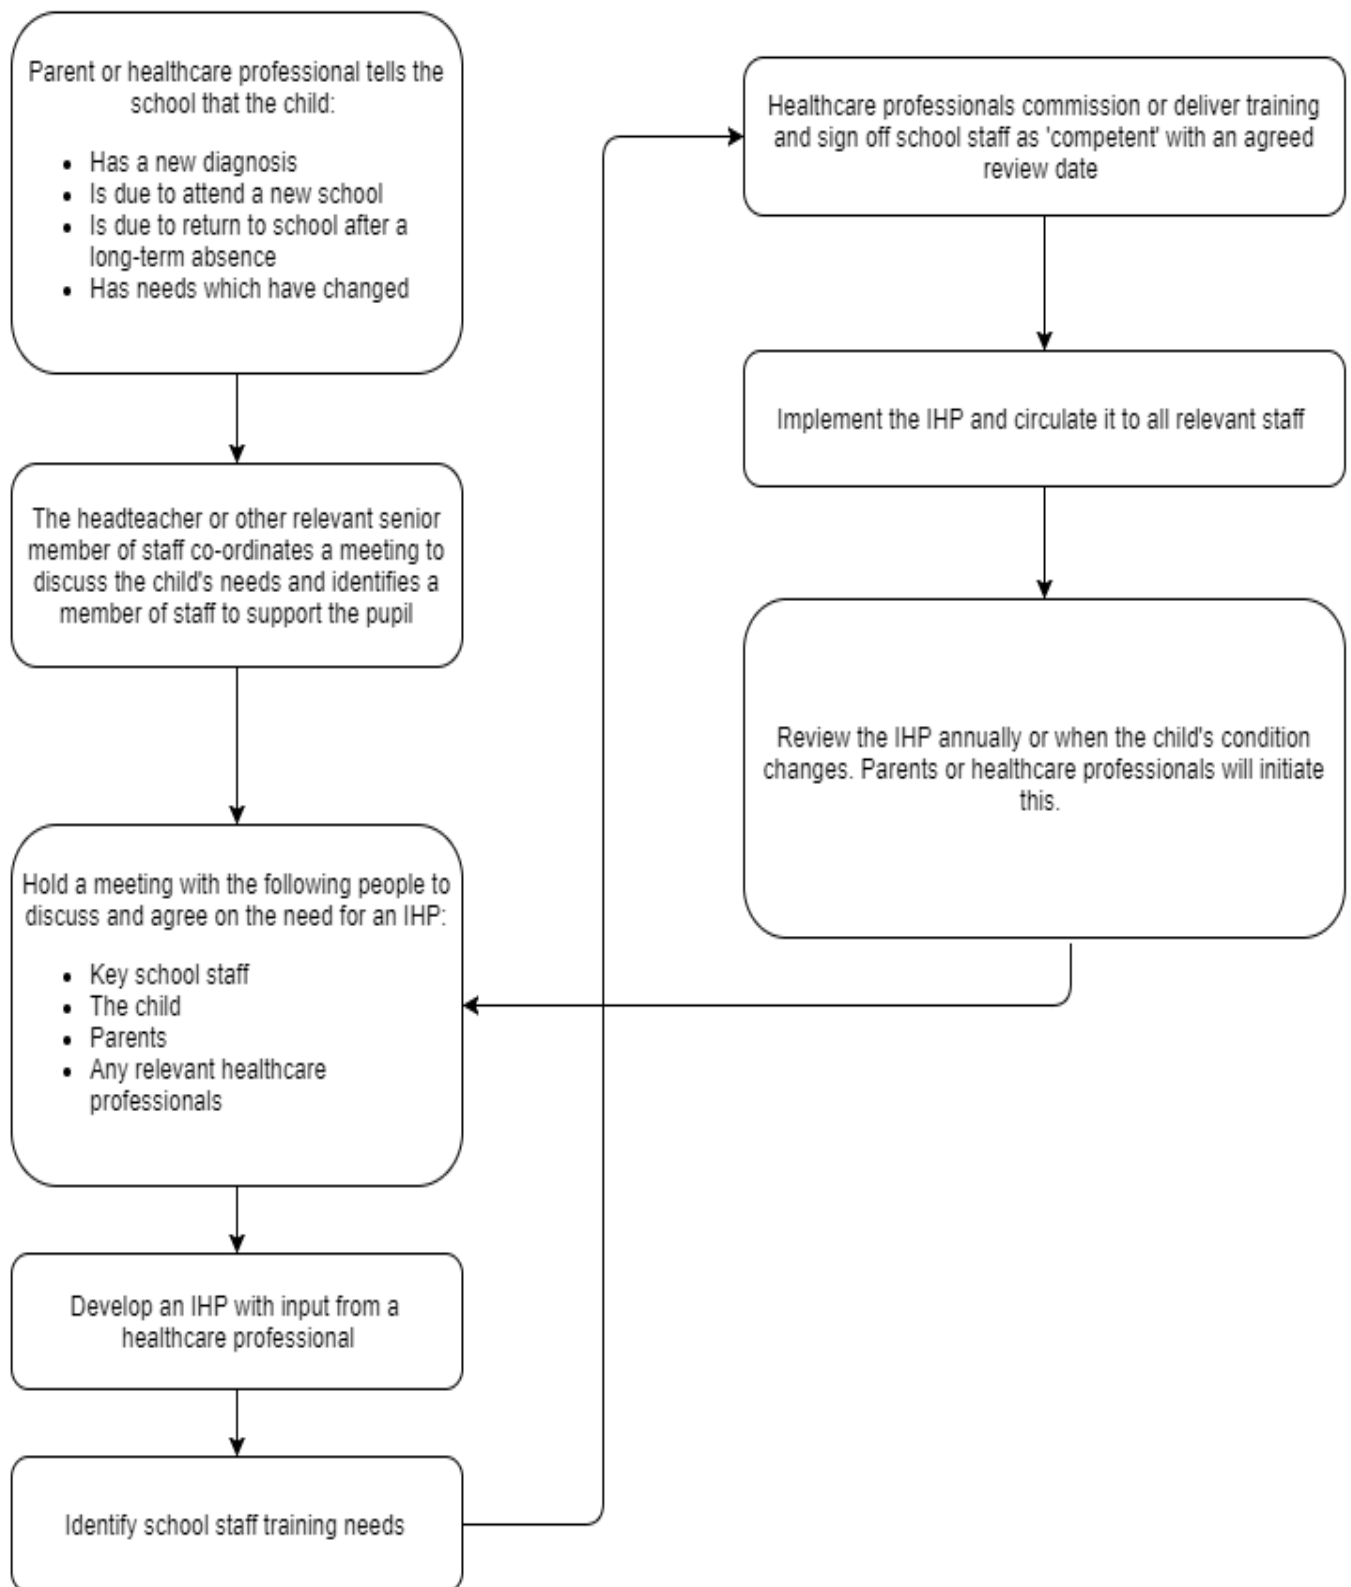 Parent or healthcare professional tells the
school that the child:
• Has a new diagnosis
• Is due to attend a new school
• Is due to return to school after a
long-term absence
• Has needs which have changed
The headteacher or other relevant senior
member of staff co-ordinates a meeting to
discuss the child's needs and identifies a
member of staff to support the pupil
Hold a meeting with the following people to
discuss and agree on the need for an IHP:
• Key school staff
• The child
• Parents
• Any relevant healthcare
professionals
Develop an IHP with input from a
healthcare professional
Identify school staff training needs
Healthcare professionals commission or deliver training
and sign off school staff as 'competent' with an agreed
review date
Implement the IHP and circulate it to all relevant staff
Review the IHP annually or when the child's condition
changes. Parents or healthcare professionals will initiate
this.